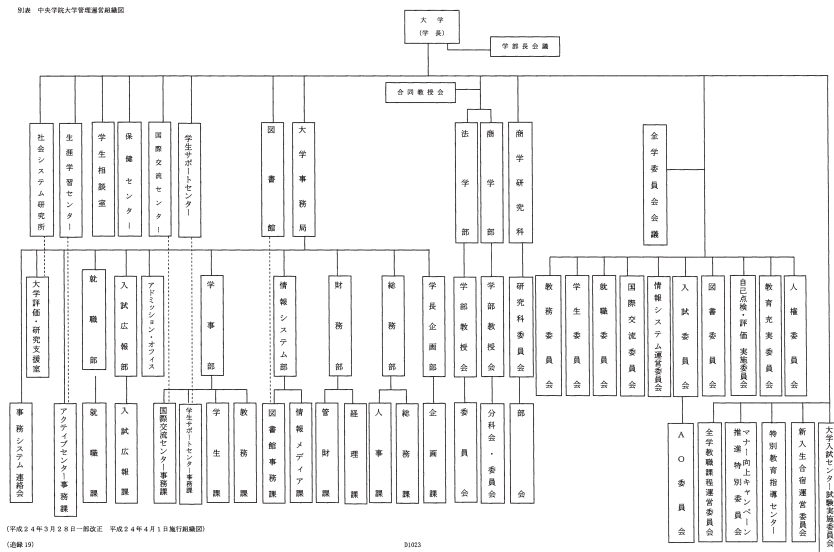 別表 中央学院大学管理運営組織図
大学
(学長)
学部長会議
合同教授会
社会システム研究所
生涯学習センター
学生相談室
保健センター
国際交流センター
学生サポートセンター
図書館
大学事務局
法学部
商学部
商学研究科
全学委員会会議
大学評価・研究支援室
就職部
入試広報部
アドミッション・オフィス
学事部
情報システム部
財務部
総務部
学長企画部
学部教授会
学部教授会
研究科委員会
教務委員会
学生委員会
就職委員会
国際交流委員会
情報システム運営委員会
入試委員会
図書委員会
自己点検・評価 実施委員会
教育充実委員会
人権委員会
事務システム連絡会
アクティブセンター事務課
就職課
入試広報課
国際交流センター事務課
学生サポートセンター事務課
学生課
教務課
図書館事務課
情報メディア課
管財課
経理課
人事課
総務課
企画課
委員会
分科会・委員会
部会
AO委員会
全学教職課程運営委員会
マナー向上キャンペーン
推進特別委員会
特別教育指導センター
新入生合宿運営委員会
大学入試センター試験実施委員会
(平成24年3月28日一部改正 平成24年4月1日施行組織図)
(追録19)
D1023